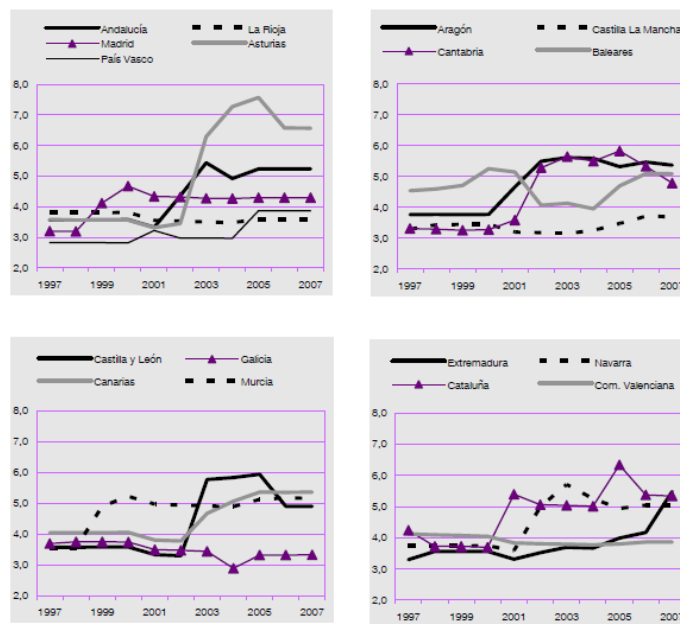 Andalucía La Rioja
Madrid Asturias
País Vasco
8,0
7,0
6,0
5,0
4,0
3,0
2,0
1997 1999 2001 2003 2005 2007
Aragón Castilla La Mancha
Cantabria Baleares
8,0
7,0
6,0
5,0
4,0
3,0
2,0
1997 1999 2001 2003 2005 2007
Castilla y León Galicia
Canarias Murcia
8,0
7,0
6,0
5,0
4,0
3,0
2,0
1997 1999 2001 2003 2005 2007
Extremadura Navarra
Cataluña Com. Valenciana
8,0
7,0
6,0
5,0
4,0
3,0
2,0
1997 1999 2001 2003 2005 2007